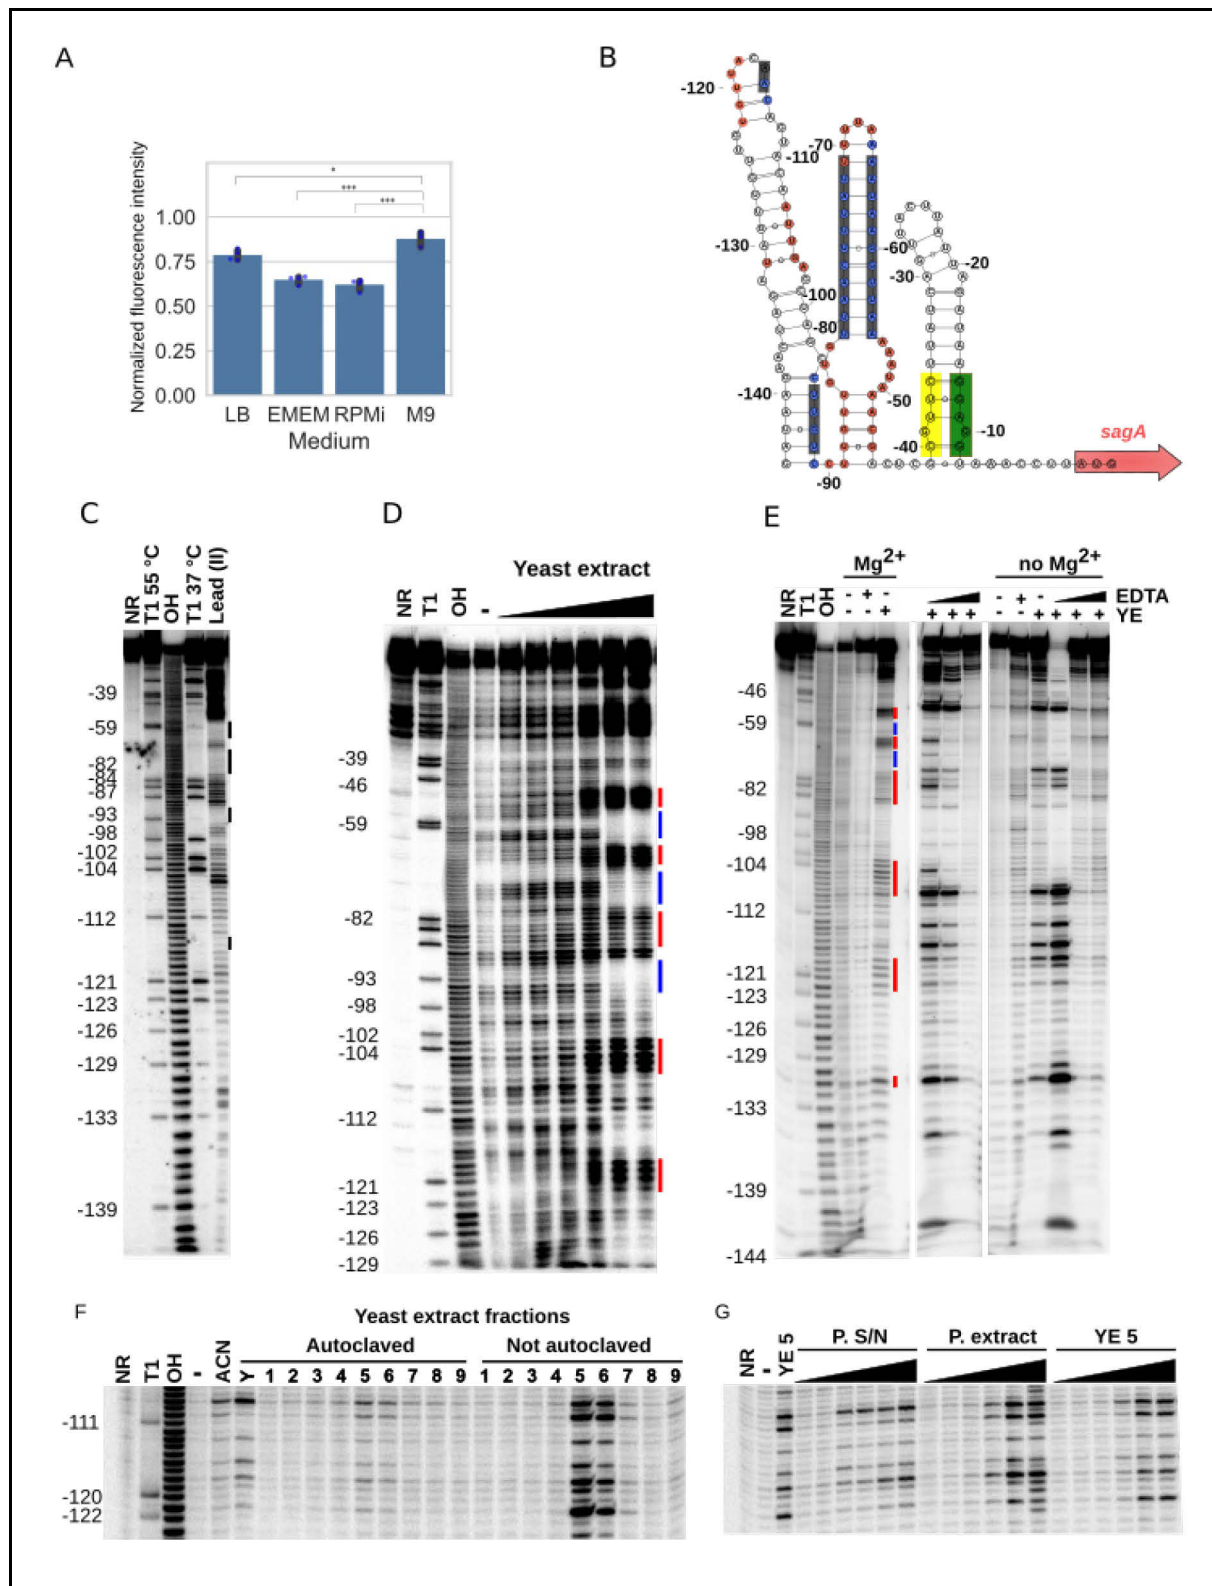 A
Normalized fluorescence intensity
1.00
0.75
0.50
0.25
0.00
*
***
***
LB EMEM RPMi M9
Medium
B
-120
-110
-130
-100
-140
-90
-70
-60
-80
-50
-30
-20
-40
-10
sagA
C
NR
T1 55 °C
OH
T1 37 °C
Lead (II)
-39
-59
-82
-84
-87
-93
-98
-102
-104
-112
-121
-123
-126
-129
-133
-139
D
Yeast extract
NR
T1
OH
-
-39
-46
-59
-82
-93
-98
-102
-104
-112
-121
-123
-126
-129
E
Mg2+
no Mg2+
NR
T1
OH
- + - - + EDTA
- - + + + + - - + + + + YE
-46
-59
-82
-98
-104
-112
-121
-123
-126
-129
-133
-139
-144
F
Yeast extract fractions
Autoclaved Not autoclaved
NR T1 OH - ACN Y 1 2 3 4 5 6 7 8 9 1 2 3 4 5 6 7 8 9
-111
-120
-122
G
NR - YE 5 P. S/N P. extract YE 5